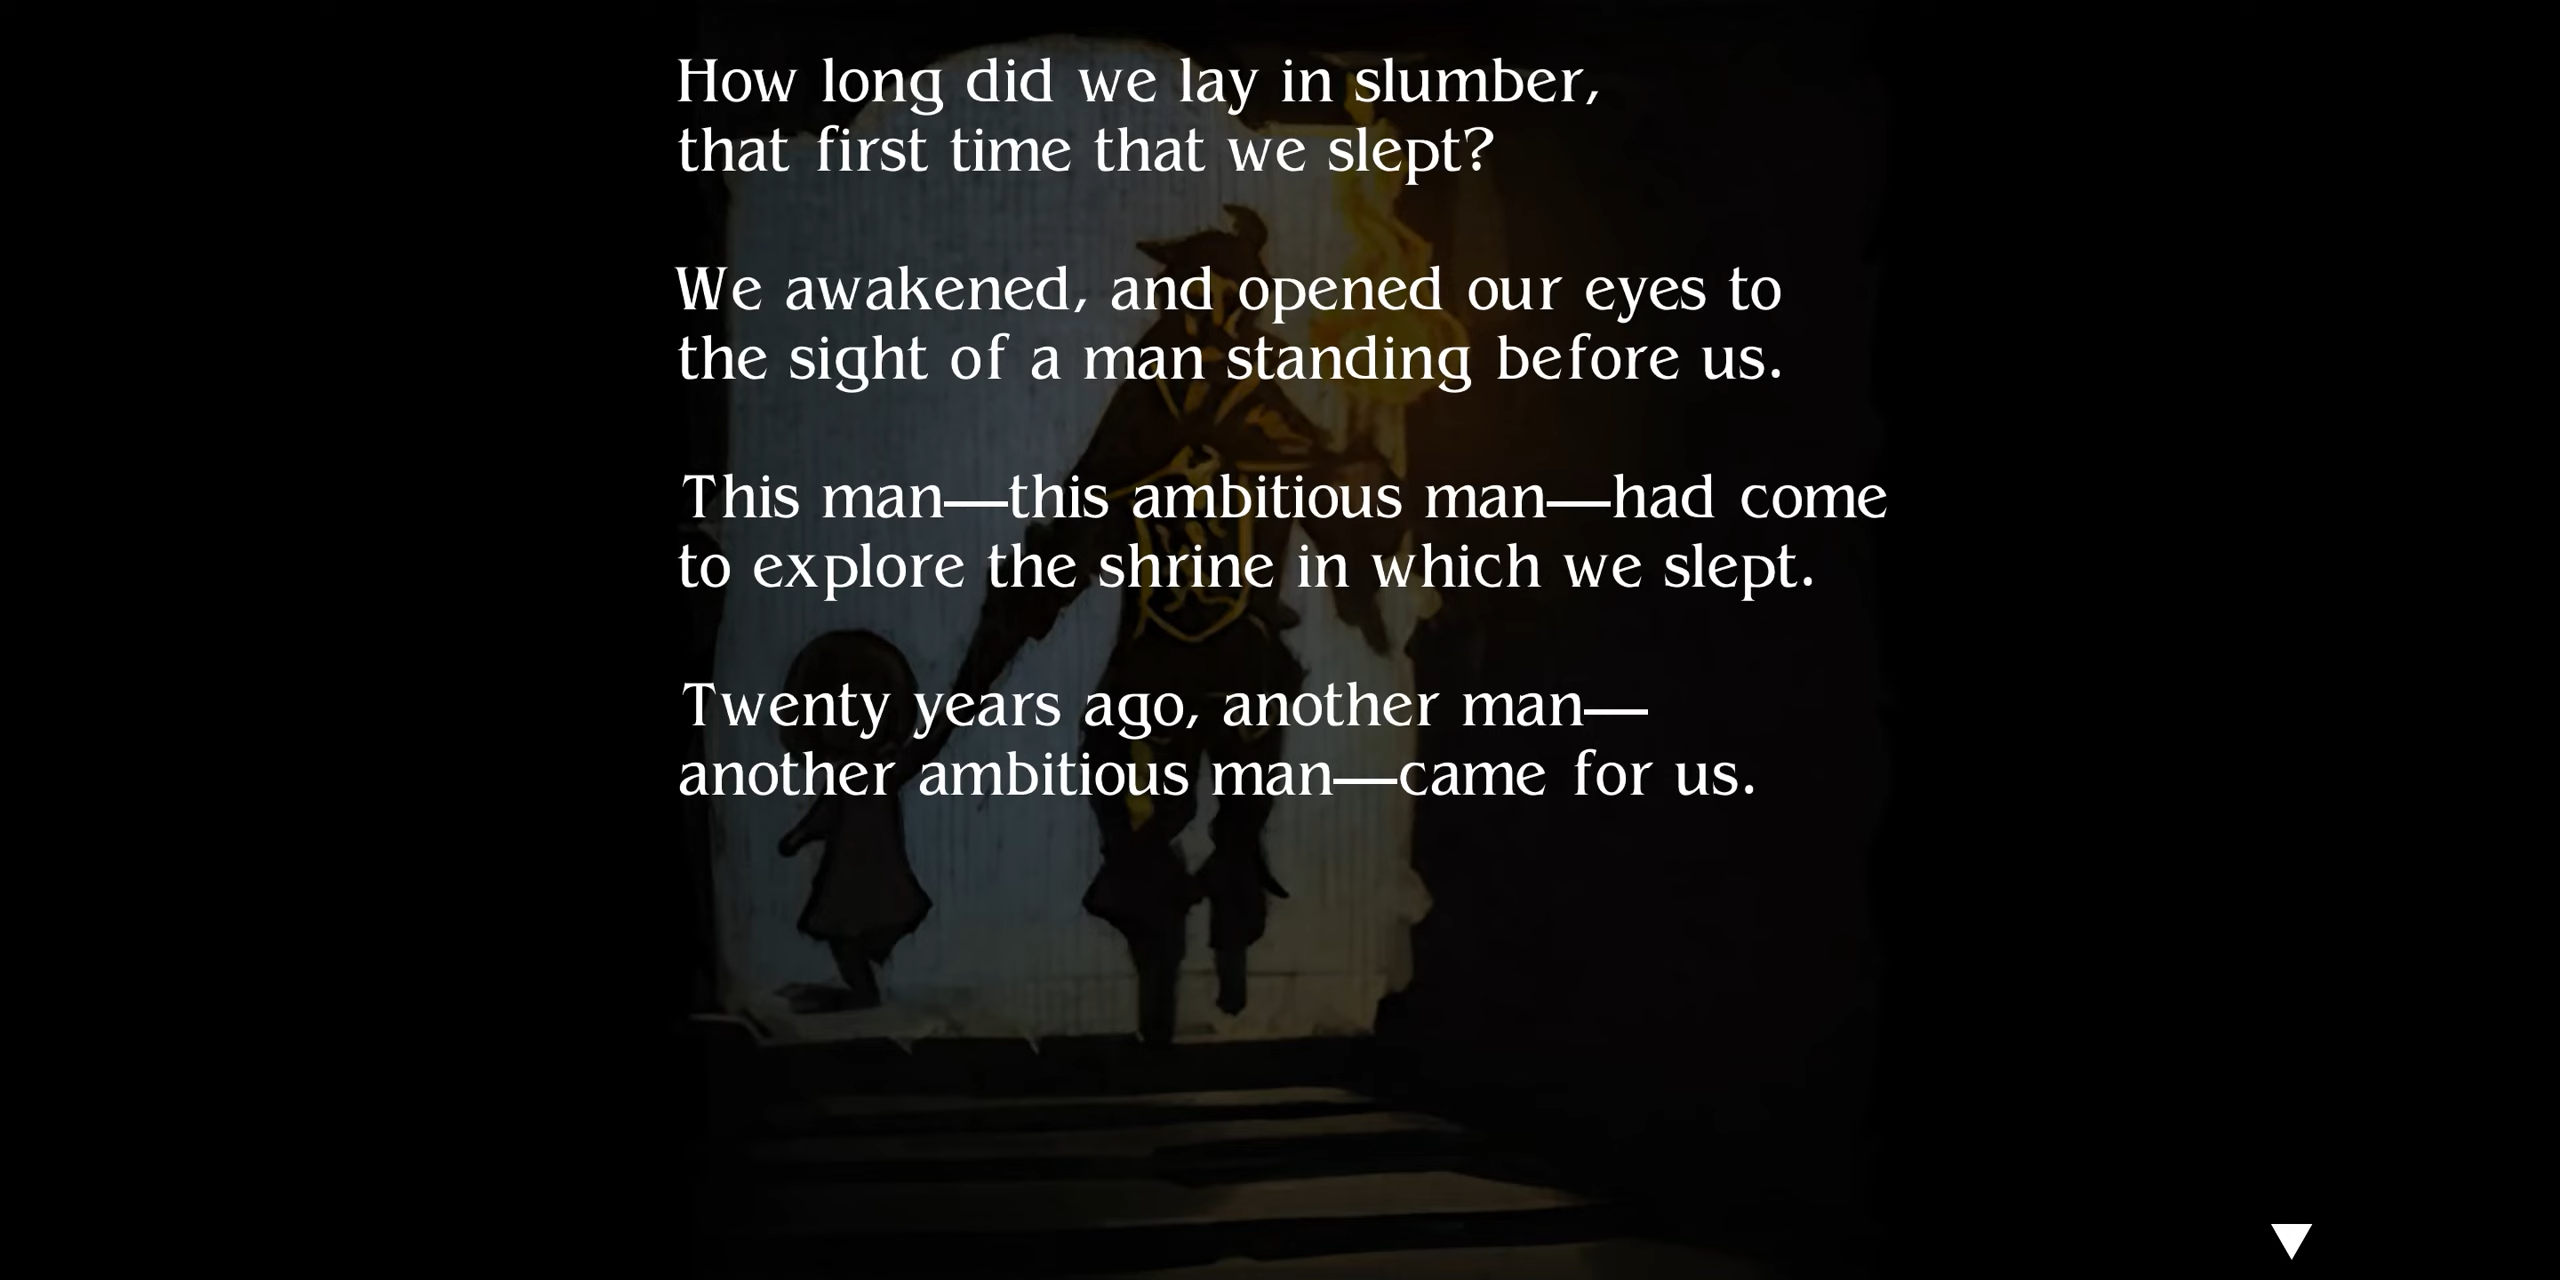 How long did we lay in slumber,
that first time that we slept?
We awakened, and opened our eyes to
the sight of a man standing before us.
This man—this ambitious man—had come
to explore the shrine in which we slept.
Twenty years ago, another man—
another ambitious man—came for us.